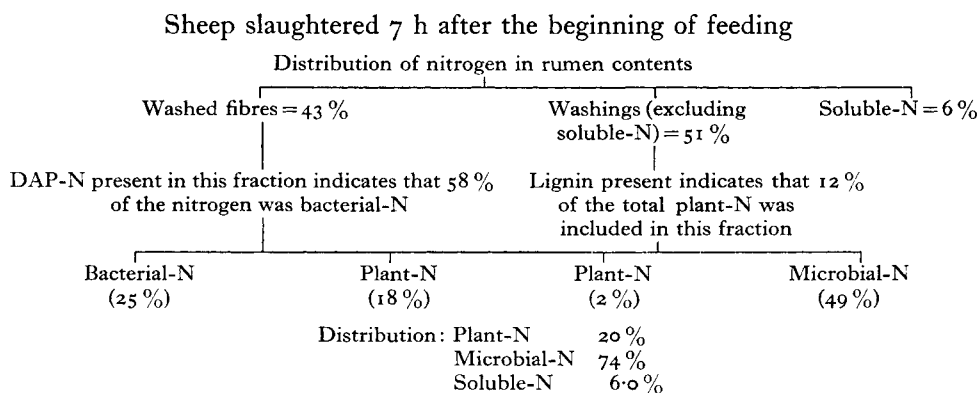 Sheep slaughtered 7 h after the beginning of feeding
Distribution of nitrogen in rumen contents
Washed fibres = 43 %
Washings (excluding
soluble-N) = 51 %
Soluble-N = 6 %
DAP-N present in this fraction indicates that 58 %
of the nitrogen was bacterial-N
Lignin present indicates that 12 %
of the total plant-N was
included in this fraction
Bacterial-N
(25 %)
Plant-N
(18 %)
Plant-N
(2 %)
Microbial-N
(49 %)
Distribution: Plant-N 20 %
Microbial-N 74 %
Soluble-N 6·0 %